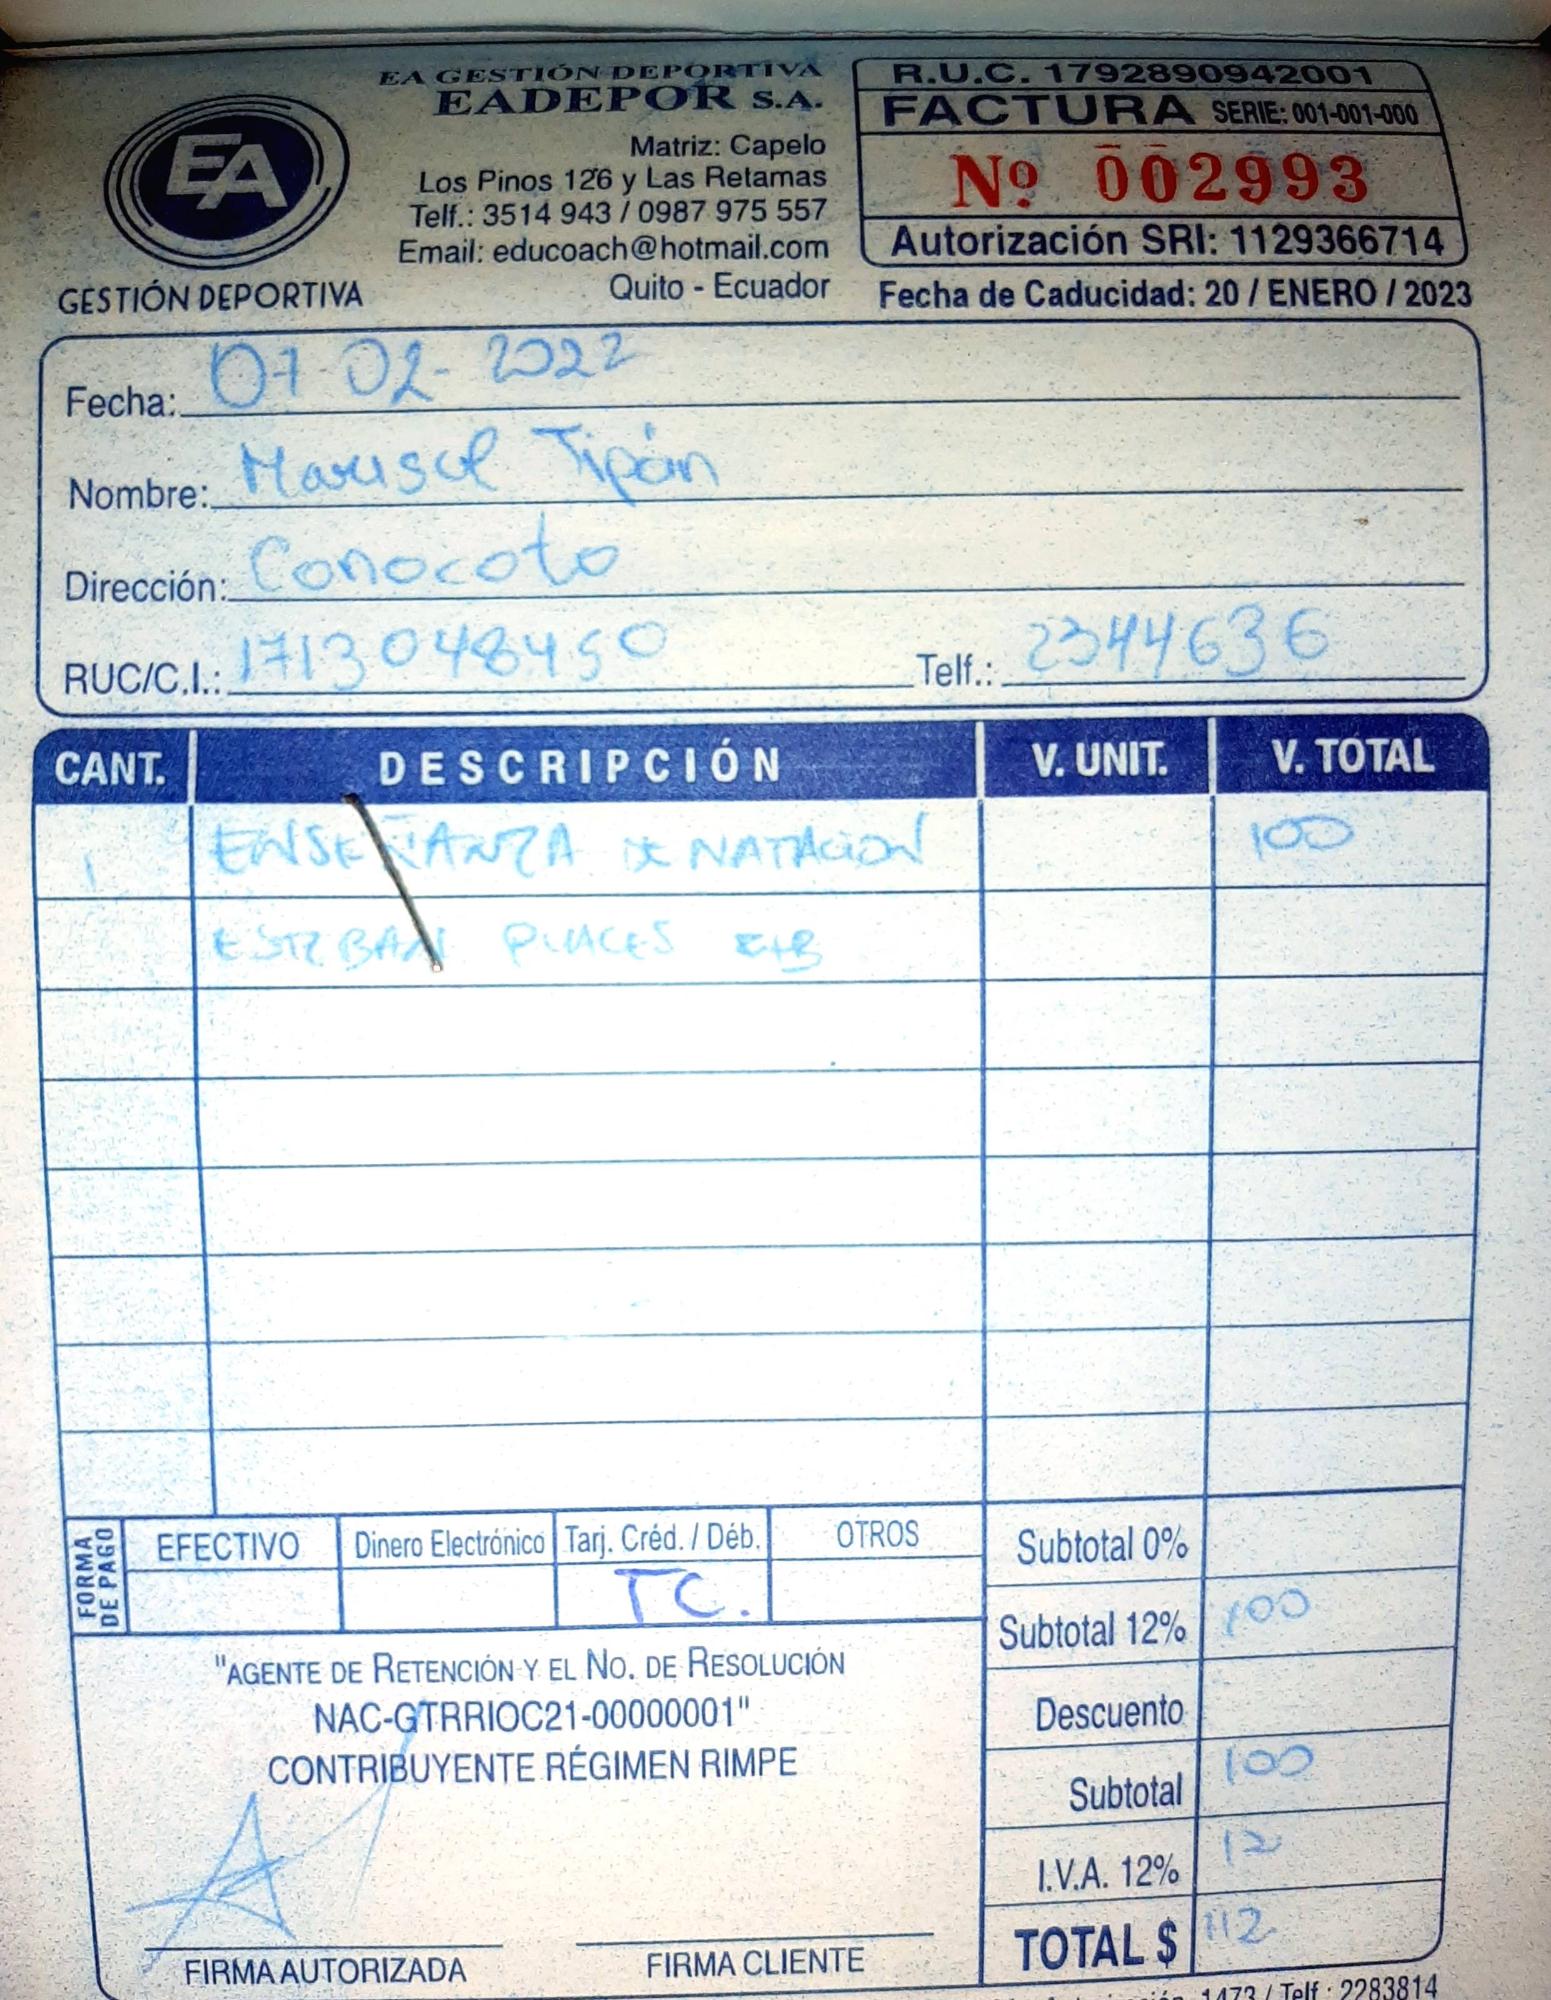 EA GESTIÓN DEPORTIVA
EADEPOR S.A.
Matriz: Capelo
Los Pinos 126 y Las Retamas
Telf.: 3514 943 / 0987 975 557
Email: educoach@hotmail.com
Quito - Ecuador
EA
GESTIÓN DEPORTIVA
R.U.C. 1792890942001
FACTURA SERIE: 001-001-000
Nº 002993
Autorización SRI: 1129366714
Fecha de Caducidad: 20 / ENERO / 2023
Fecha: 07-02-2022
Nombre: Marisol Tipán
Dirección: Conocoto
RUC/C.I.: 1713048450 Telf.: 2344636
CANT. DESCRIPCIÓN V. UNIT. V. TOTAL
1 ENSEÑANZA DE NATACION 100
ESTEBAN
FORMA DE PAGO
EFECTIVO Dinero Electrónico Tarj. Créd. / Déb. OTROS
TC.
Subtotal 0%
Subtotal 12% 100
Descuento
Subtotal 100
I.V.A. 12% 12
TOTAL $ 112
"AGENTE DE RETENCIÓN Y EL NO. DE RESOLUCIÓN
NAC-GTRRIOC21-00000001"
CONTRIBUYENTE RÉGIMEN RIMPE
FIRMA AUTORIZADA FIRMA CLIENTE
1473 / Telf.: 2283814